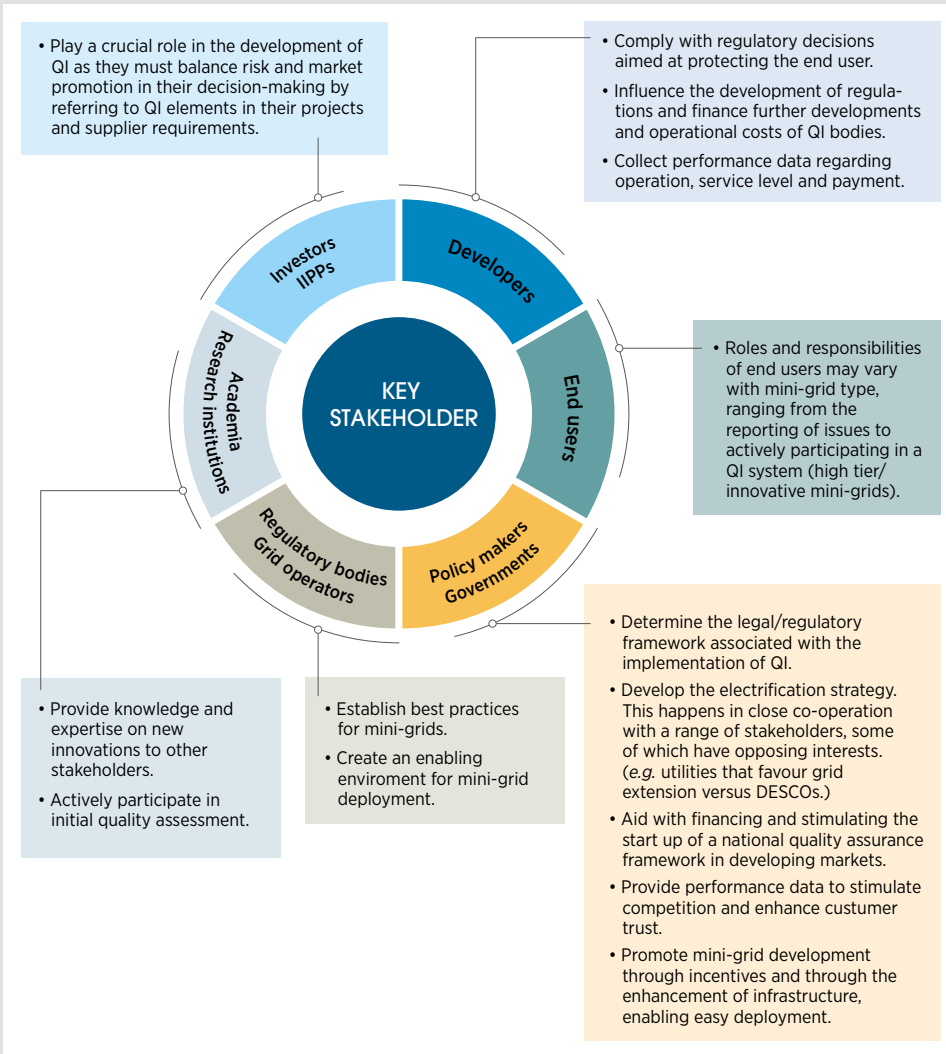 • Play a crucial role in the development of
QI as they must balance risk and market
promotion in their decision-making by
referring to QI elements in their projects
and supplier requirements.
• Comply with regulatory decisions
aimed at protecting the end user.
• Influence the development of regula-
tions and finance further developments
and operational costs of QI bodies.
• Collect performance data regarding
operation, service level and payment.
Investors
IIPPs
Developers
Academia
Research institutions
KEY
STAKEHOLDER
End users
• Roles and responsibilities
of end users may vary
with mini-grid type,
ranging from the
reporting of issues to
actively participating in a
QI system (high tier/
innovative mini-grids).
Regulatory bodies
Grid operators
Policy makers
Governments
• Provide knowledge and
expertise on new
innovations to other
stakeholders.
• Actively participate in
initial quality assessment.
• Establish best practices
for mini-grids.
• Create an enabling
enviroment for mini-grid
deployment.
• Determine the legal/regulatory
framework associated with the
implementation of QI.
• Develop the electrification strategy.
This happens in close co-operation
with a range of stakeholders, some
of which have opposing interests.
(e.g. utilities that favour grid
extension versus DESCOs.)
• Aid with financing and stimulating the
start up of a national quality assurance
framework in developing markets.
• Provide performance data to stimulate
competition and enhance custumer
trust.
• Promote mini-grid development
through incentives and through the
enhancement of infrastructure,
enabling easy deployment.